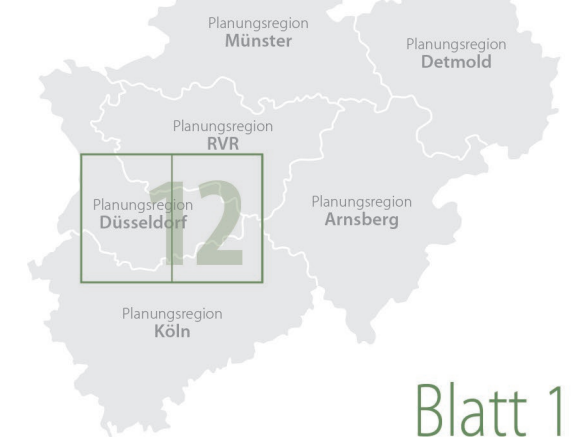 Planungsregion
Münster
Planungsregion
Detmold
Planungsregion
RVR
Planungsregion
Düsseldorf
12
Planungsregion
Arnsberg
Planungsregion
Köln
Blatt 1